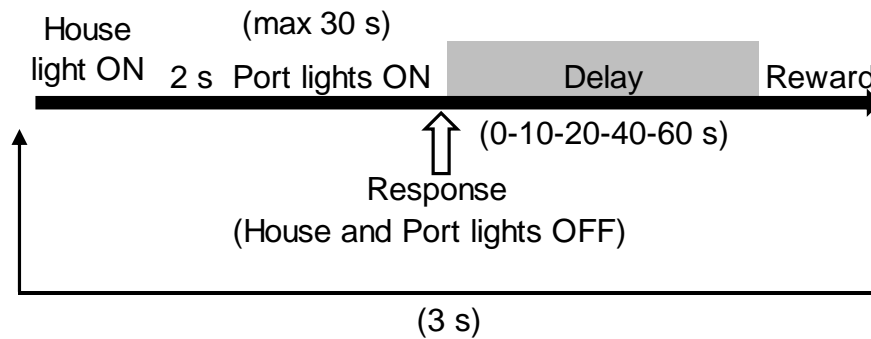 House
light ON
2 s
(max 30 s)
Port lights ON
Delay
Reward
(0-10-20-40-60 s)
Response
(House and Port lights OFF)
(3 s)